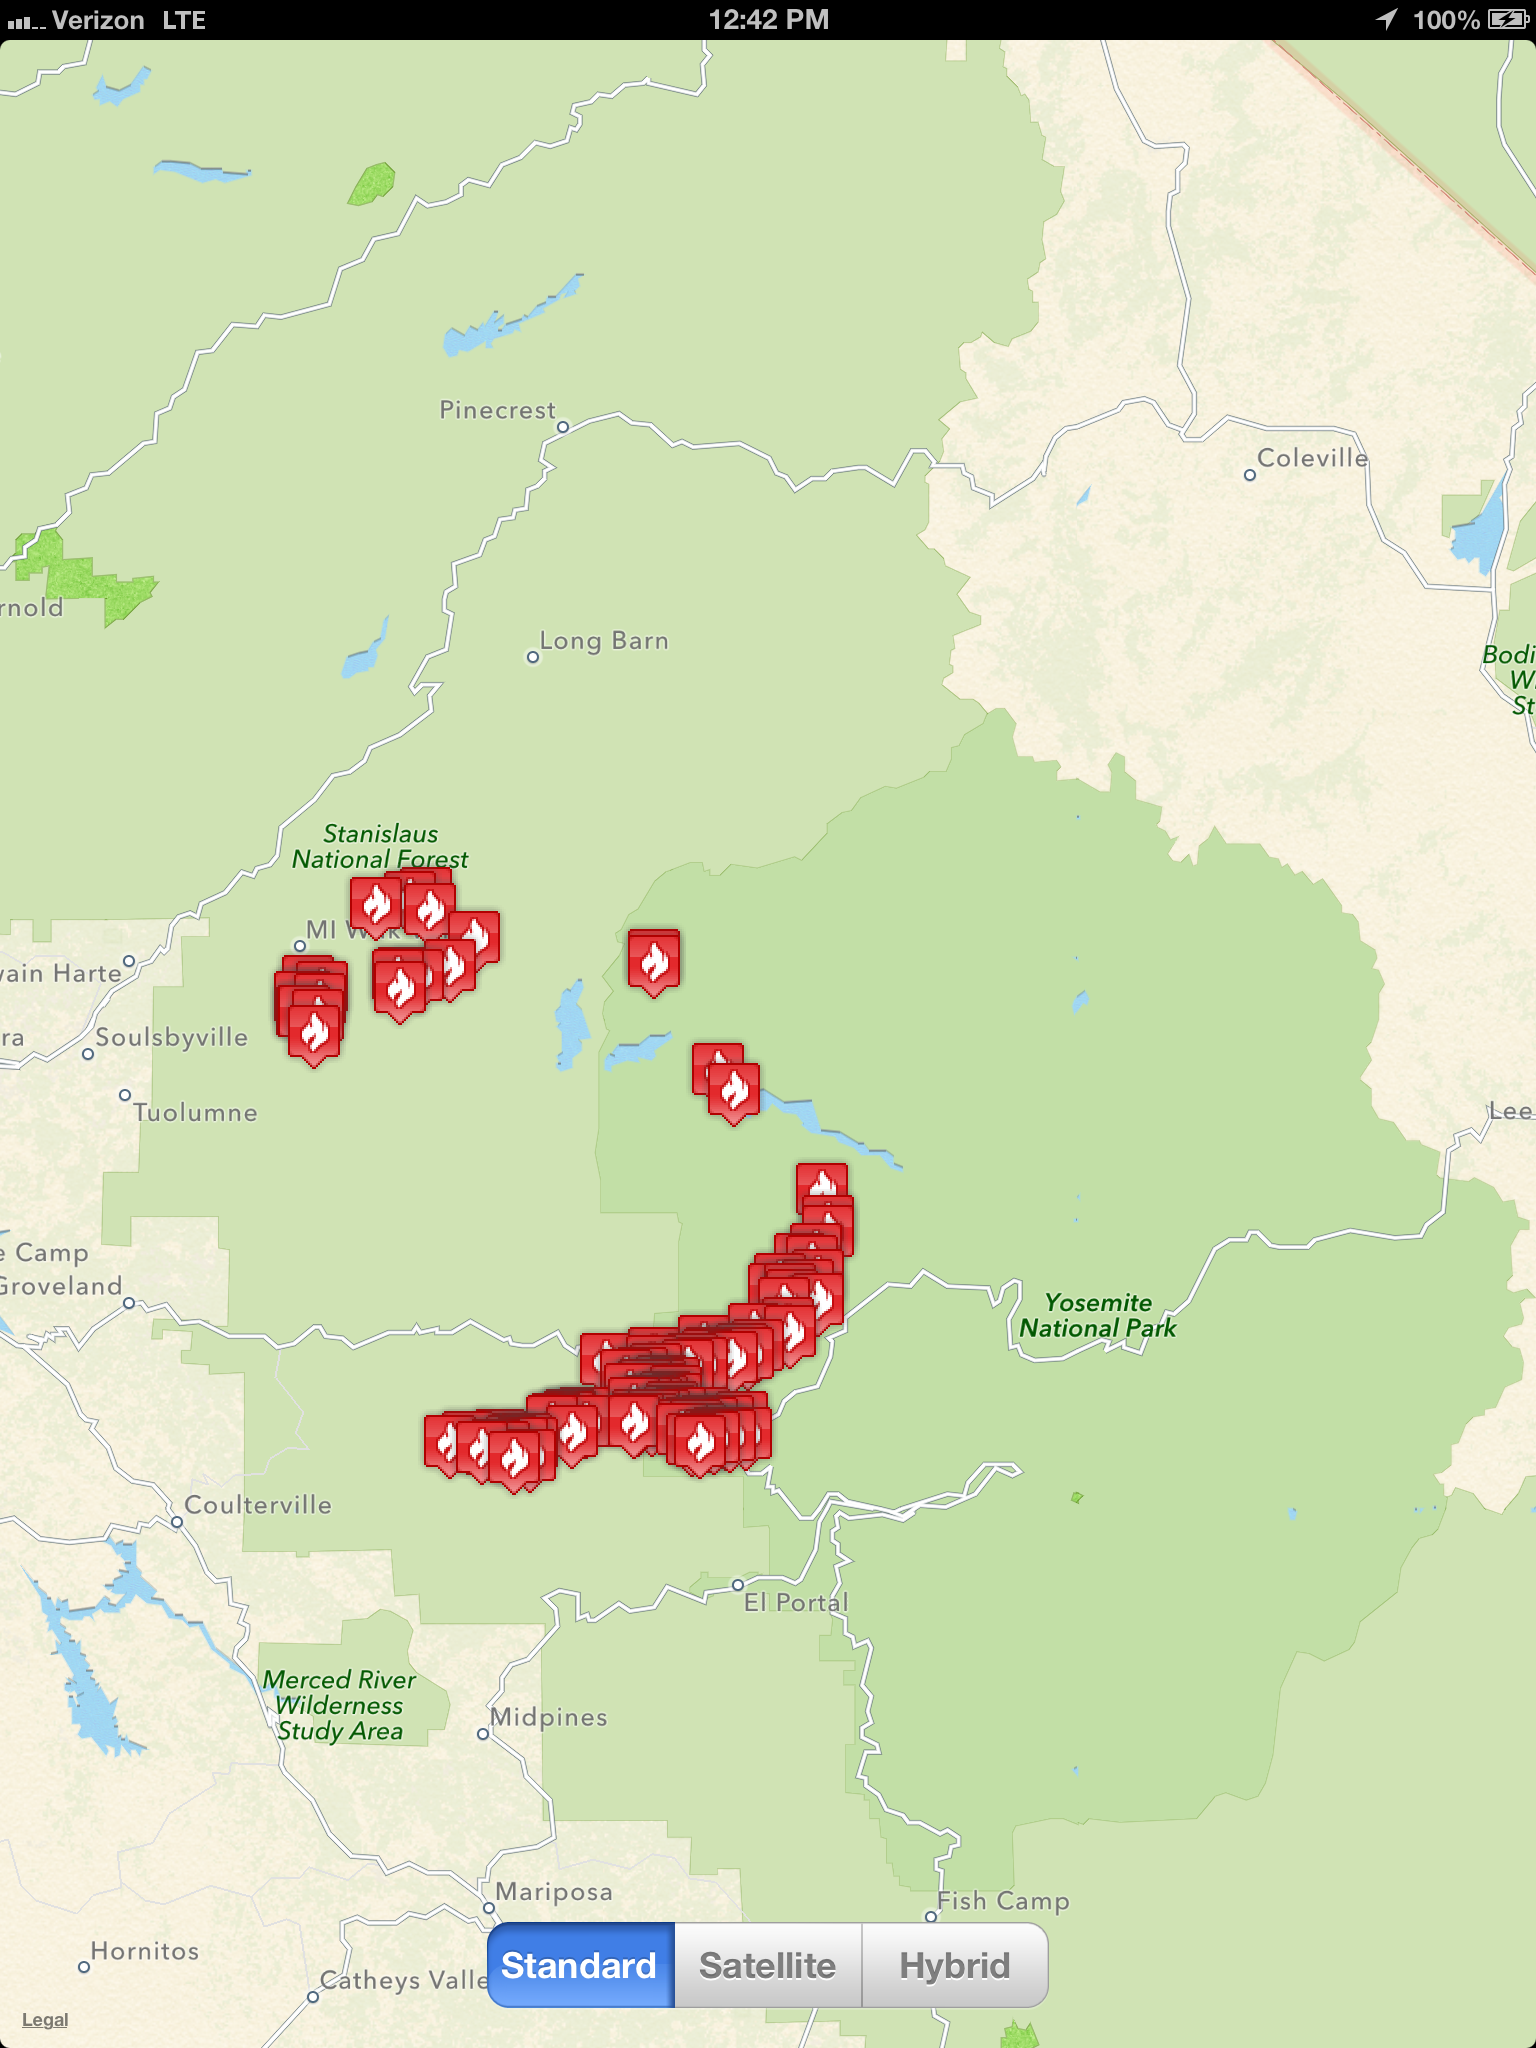 Verizon LTE
12:42 PM
100%
Pinecrest
Coleville
rnold
Long Barn
Bodi
W
St
Stanislaus
National Forest
MI W
wain Harte
ra
Soulsbyville
Tuolumne
Lee
e Camp
Groveland
Yosemite
National Park
Coulterville
El Portal
Merced River
Wilderness
Study Area
Midpines
Mariposa
Fish Camp
Hornitos
Catheys Valle
Standard
Satellite
Hybrid
Legal